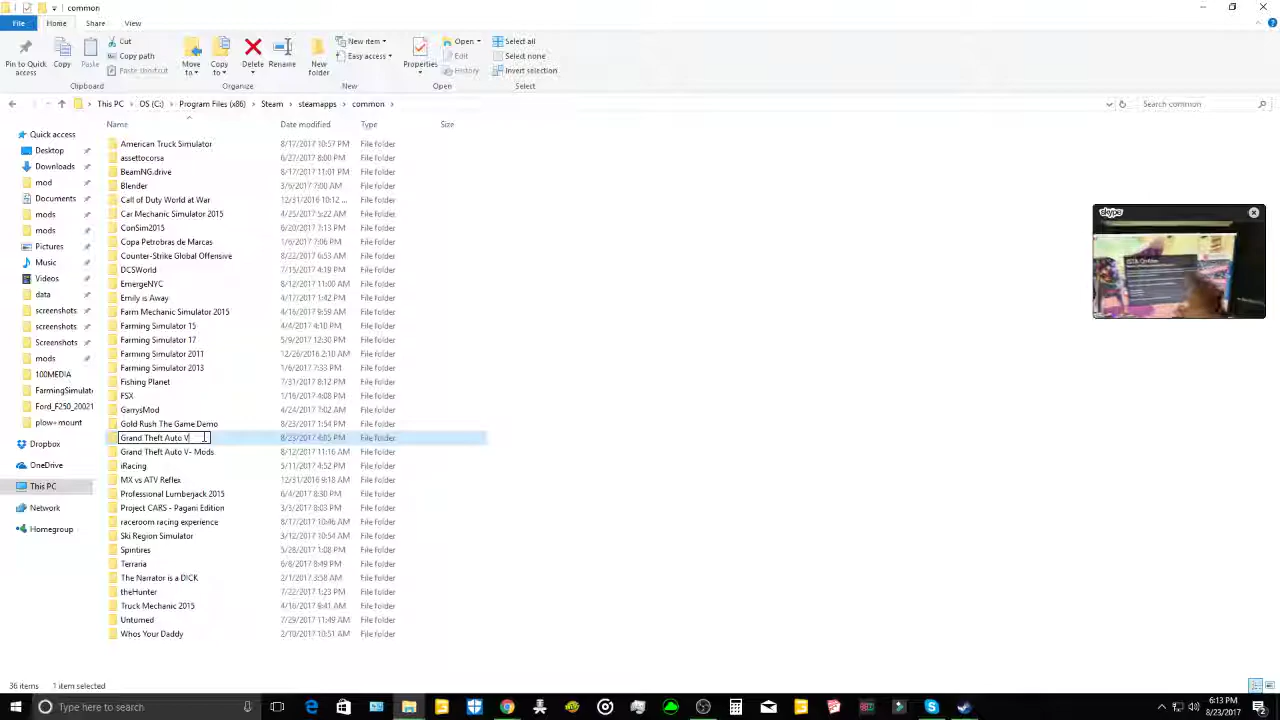 common
File Home Share View
Pin to Quick access
Copy
Paste
Cut
Copy path
Paste shortcut
Clipboard
Move to
Copy to
Delete
Rename
Organize
New folder
New item
Easy access
New
Properties
Open
Edit
History
Open
Select all
Select none
Invert selection
Select
This PC > OS (C:) > Program Files (x86) > Steam > steamapps > common >
Search common
Name Date modified Type Size
Quick access
Desktop
Downloads
mod
Documents
mods
mods
Pictures
Music
Videos
data
screenshots
screenshots
Screenshots
mods
100MEDIA
FarmingSimulat
Ford_F250_20021
plow+mount
Dropbox
OneDrive
This PC
Network
Homegroup
American Truck Simulator 8/17/2017 10:57 PM File folder
assettocorsa 6/27/2017 8:00 PM File folder
BeamNG.drive 8/17/2017 11:01 PM File folder
Blender 3/6/2017 7:00 AM File folder
Call of Duty World at War 12/31/2016 10:12 ... File folder
Car Mechanic Simulator 2015 4/25/2017 5:22 AM File folder
ConSim2015 6/20/2017 7:13 PM File folder
Copa Petrobras de Marcas 1/6/2017 7:06 PM File folder
Counter-Strike Global Offensive 8/22/2017 6:53 AM File folder
DCSWorld 7/15/2017 4:19 PM File folder
EmergeNYC 8/12/2017 11:00 AM File folder
Emily is Away 4/17/2017 1:42 PM File folder
Farm Mechanic Simulator 2015 4/16/2017 9:59 AM File folder
Farming Simulator 15 4/4/2017 4:10 PM File folder
Farming Simulator 17 5/9/2017 12:30 PM File folder
Farming Simulator 2011 12/26/2016 2:10 AM File folder
Farming Simulator 2013 1/6/2017 7:33 PM File folder
Fishing Planet 7/31/2017 8:12 PM File folder
FSX 1/16/2017 4:08 PM File folder
GarrysMod 4/24/2017 7:02 AM File folder
Gold Rush The Game Demo 8/23/2017 1:54 PM File folder
Grand Theft Auto V 8/23/2017 4:05 PM File folder
Grand Theft Auto V- Mods 8/12/2017 11:16 AM File folder
iRacing 5/11/2017 4:52 PM File folder
MX vs ATV Reflex 12/31/2016 9:18 AM File folder
Professional Lumberjack 2015 6/4/2017 8:30 PM File folder
Project CARS - Pagani Edition 3/3/2017 8:03 PM File folder
raceroom racing experience 8/17/2017 10:46 AM File folder
Ski Region Simulator 3/12/2017 10:54 AM File folder
Spintires 5/28/2017 1:08 PM File folder
Terraria 6/8/2017 8:49 PM File folder
The Narrator is a DICK 2/1/2017 3:58 AM File folder
theHunter 7/22/2017 1:23 PM File folder
Truck Mechanic 2015 4/16/2017 9:41 AM File folder
Unturned 7/29/2017 11:49 AM File folder
Whos Your Daddy 2/10/2017 10:51 AM File folder
skype
36 items 1 item selected
Type here to search
6:13 PM
8/23/2017